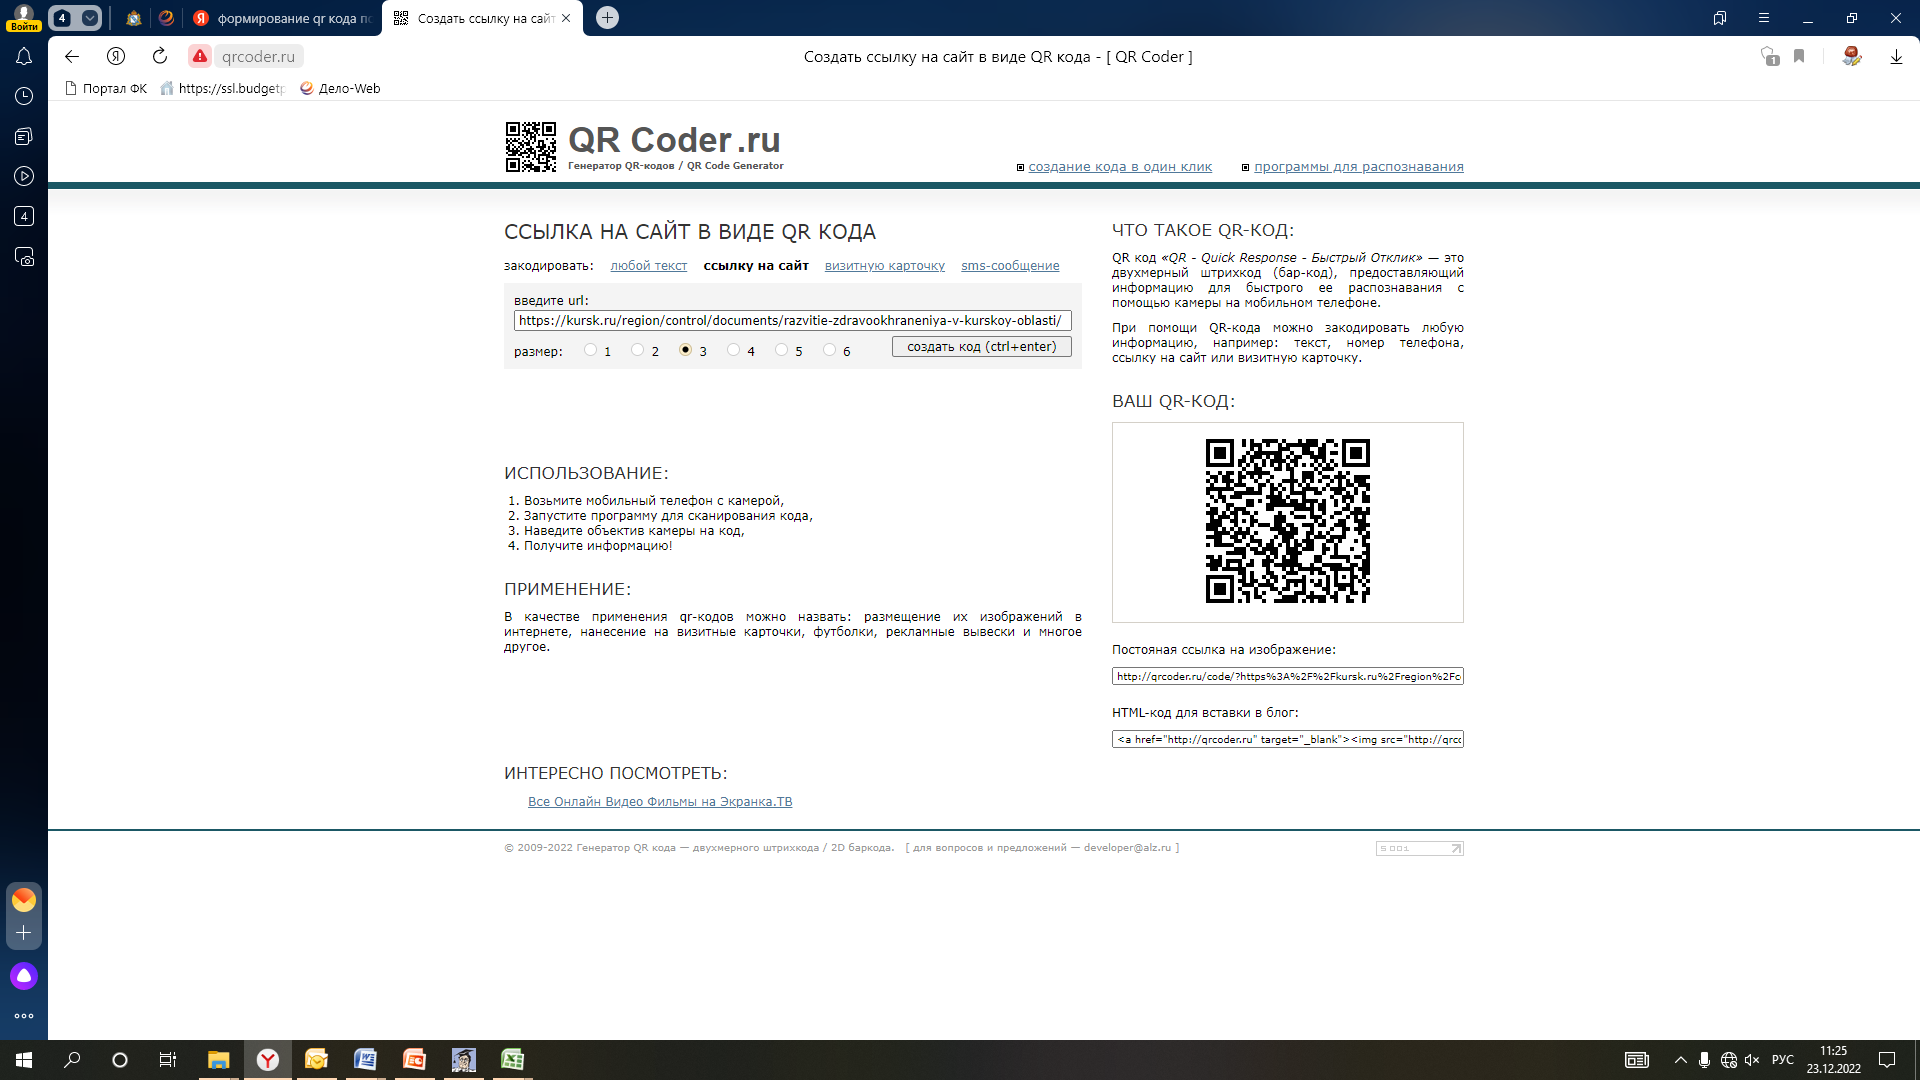 Войти
4
формирование qr кода по
Создать ссылку на сайт
qrcoder.ru
Создать ссылку на сайт в виде QR кода - [ QR Coder ]
1
Портал ФК
https://ssl.budgetp
Дело-Web
4
QR Coder.ru
Генератор QR-кодов / QR Code Generator
создание кода в один клик
программы для распознавания
ССЫЛКА НА САЙТ В ВИДЕ QR КОДА
закодировать: любой текст ссылку на сайт визитную карточку sms-сообщение
введите url:
https://kursk.ru/region/control/documents/razvitie-zdravookhraneniya-v-kurskoy-oblasti/
размер: 1 2 3 4 5 6
создать код (ctrl+enter)
ИСПОЛЬЗОВАНИЕ:
1. Возьмите мобильный телефон с камерой,
2. Запустите программу для сканирования кода,
3. Наведите объектив камеры на код,
4. Получите информацию!
ПРИМЕНЕНИЕ:
В качестве применения qr-кодов можно назвать: размещение их изображений в
интернете, нанесение на визитные карточки, футболки, рекламные вывески и многое
другое.
ИНТЕРЕСНО ПОСМОТРЕТЬ:
Все Онлайн Видео Фильмы на Экранка.ТВ
ЧТО ТАКОЕ QR-КОД:
QR код «QR - Quick Response - Быстрый Отклик» — это
двухмерный штрихкод (бар-код), предоставляющий
информацию для быстрого ее распознавания с
помощью камеры на мобильном телефоне.
При помощи QR-кода можно закодировать любую
информацию, например: текст, номер телефона,
ссылку на сайт или визитную карточку.
ВАШ QR-КОД:
Постояная ссылка на изображение:
http://qrcoder.ru/code/?https%3A%2F%2Fkursk.ru%2Fregion%2Fc
HTML-код для вставки в блог:
<a href="http://qrcoder.ru" target="_blank"><img src="http://qrc
© 2009-2022 Генератор QR кода — двухмерного штрихкода / 2D баркода. [ для вопросов и предложений — developer@alz.ru ]
РУС
11:25
23.12.2022